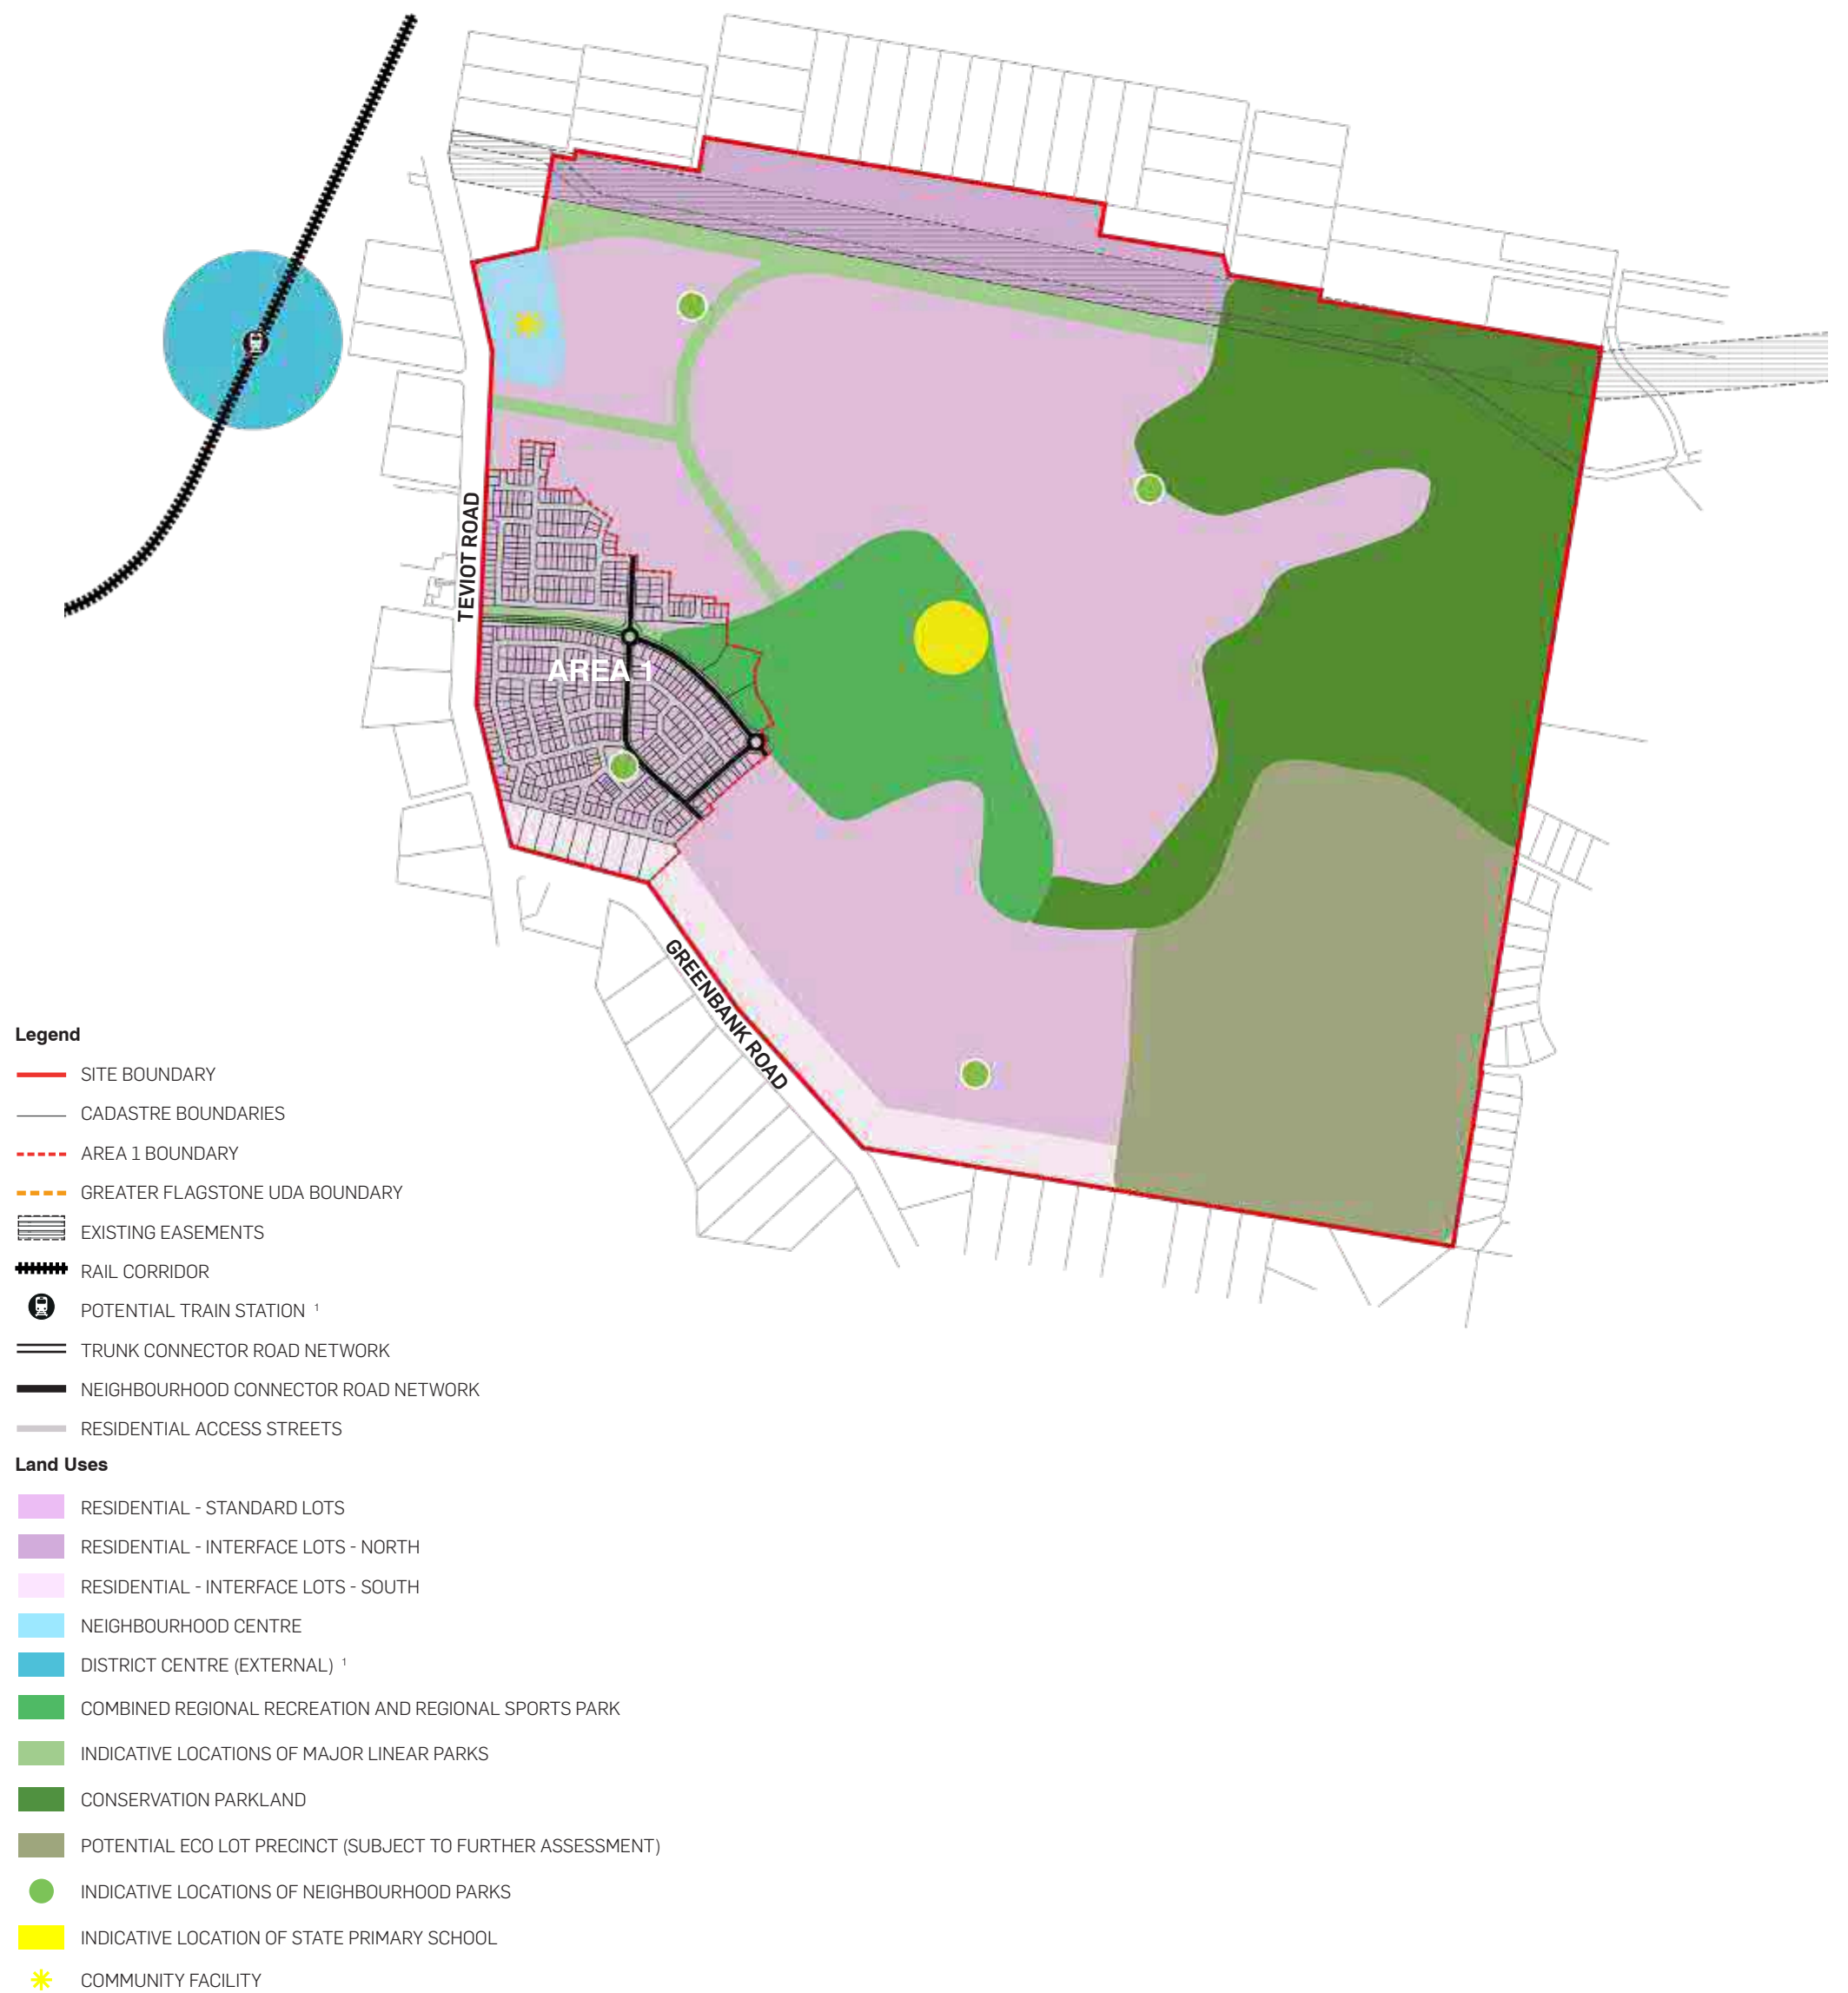 TEVIOT ROAD
AREA 1
GREENBANK ROAD
Legend
SITE BOUNDARY
CADASTRE BOUNDARIES
AREA 1 BOUNDARY
GREATER FLAGSTONE UDA BOUNDARY
EXISTING EASEMENTS
RAIL CORRIDOR
POTENTIAL TRAIN STATION 1
TRUNK CONNECTOR ROAD NETWORK
NEIGHBOURHOOD CONNECTOR ROAD NETWORK
RESIDENTIAL ACCESS STREETS
Land Uses
RESIDENTIAL - STANDARD LOTS
RESIDENTIAL - INTERFACE LOTS - NORTH
RESIDENTIAL - INTERFACE LOTS - SOUTH
NEIGHBOURHOOD CENTRE
DISTRICT CENTRE (EXTERNAL) 1
COMBINED REGIONAL RECREATION AND REGIONAL SPORTS PARK
INDICATIVE LOCATIONS OF MAJOR LINEAR PARKS
CONSERVATION PARKLAND
POTENTIAL ECO LOT PRECINCT (SUBJECT TO FURTHER ASSESSMENT)
INDICATIVE LOCATIONS OF NEIGHBOURHOOD PARKS
INDICATIVE LOCATION OF STATE PRIMARY SCHOOL
COMMUNITY FACILITY